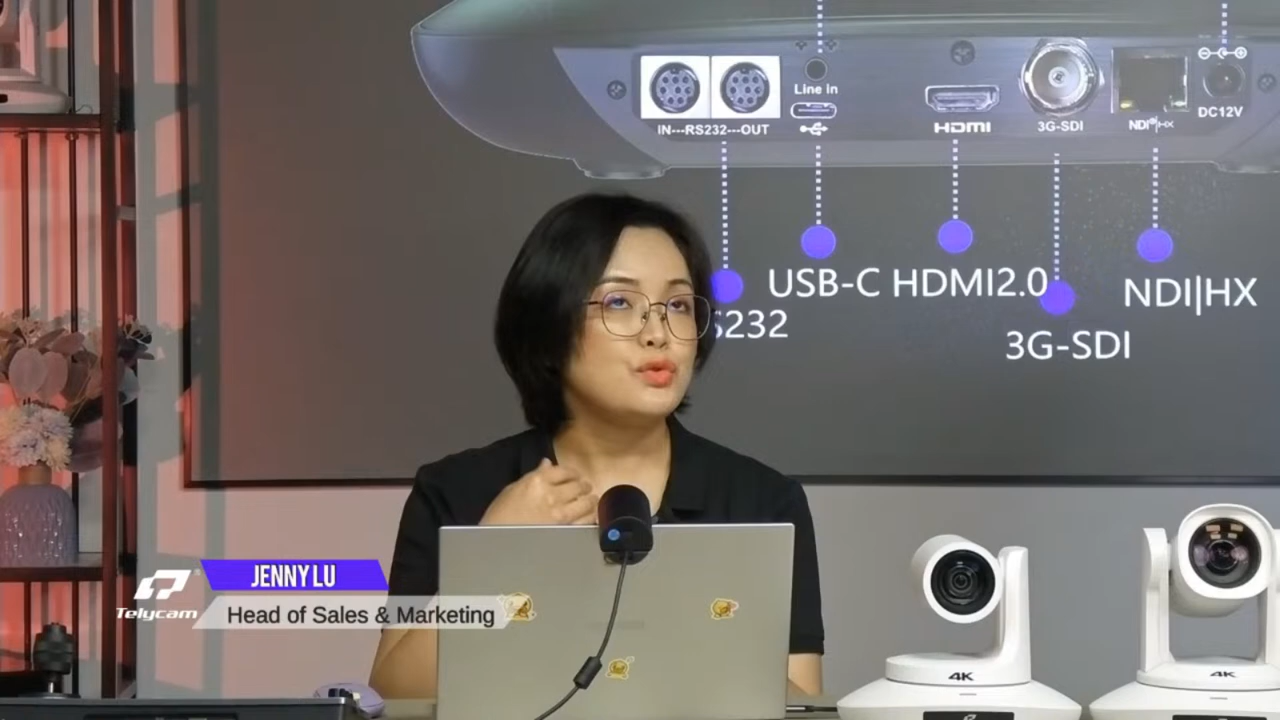 Line In
IN---RS232---OUT
HDMI
3G-SDI
NDI|HX
DC12V
USB-C
HDMI2.0
NDI|HX
S232
3G-SDI
JENNY LU
Telycam
Head of Sales & Marketing
4K
4K